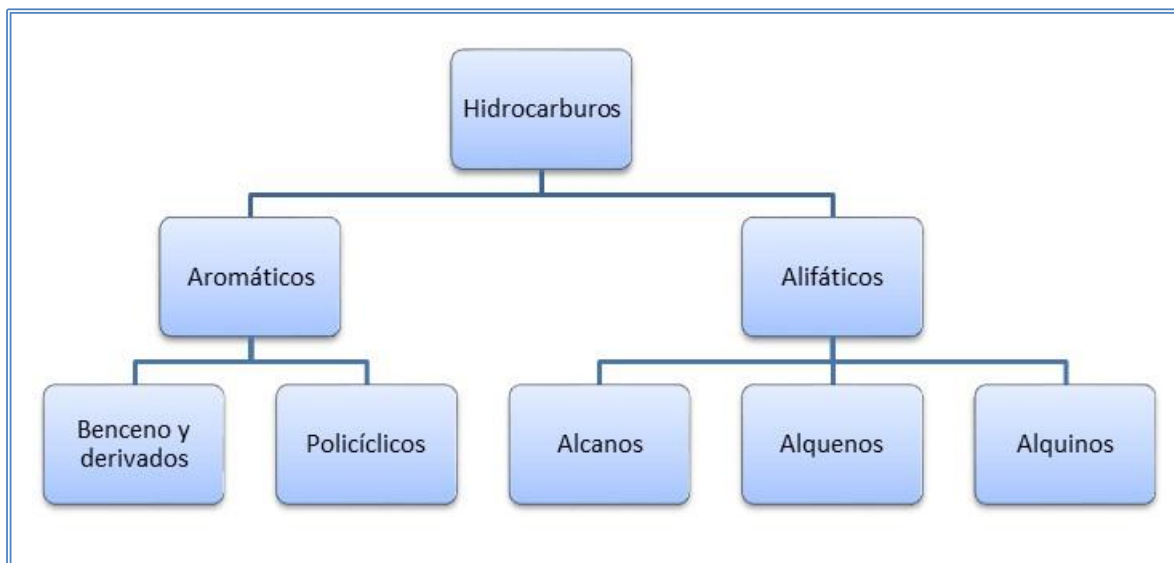 Hidrocarburos
Aromáticos
Alifáticos
Benceno y
derivados
Policíclicos
Alcanos
Alquenos
Alquinos